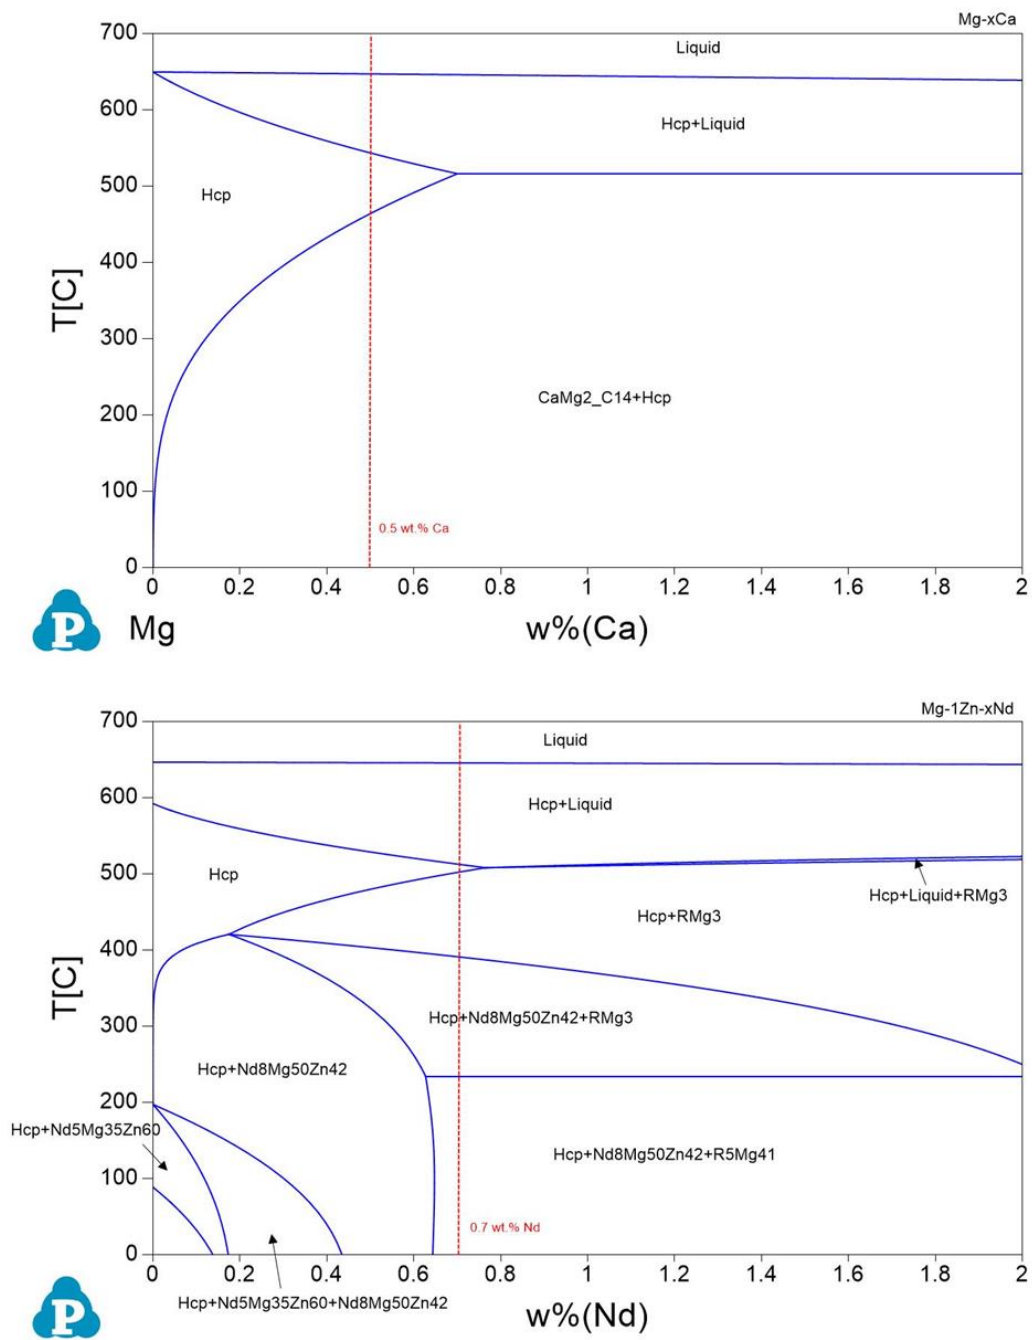 Mg-xCa
700
Liquid
600
Hcp+Liquid
500
Hcp
400
T[C]
300
CaMg2_C14+Hcp
200
100
0.5 wt.% Ca
0
0 0.2 0.4 0.6 0.8 1 1.2 1.4 1.6 1.8 2
P Mg w%(Ca)
Mg-1Zn-xNd
700
Liquid
600
Hcp+Liquid
500
Hcp
Hcp+Liquid+RMg3
Hcp+RMg3
400
T[C]
Hcp+Nd8Mg50Zn42+RMg3
300
Hcp+Nd8Mg50Zn42
200
Hcp+Nd5Mg35Zn60
Hcp+Nd8Mg50Zn42+R5Mg41
100
0.7 wt.% Nd
0
0 0.2 0.4 0.6 0.8 1 1.2 1.4 1.6 1.8 2
Hcp+Nd5Mg35Zn60+Nd8Mg50Zn42
P w%(Nd)